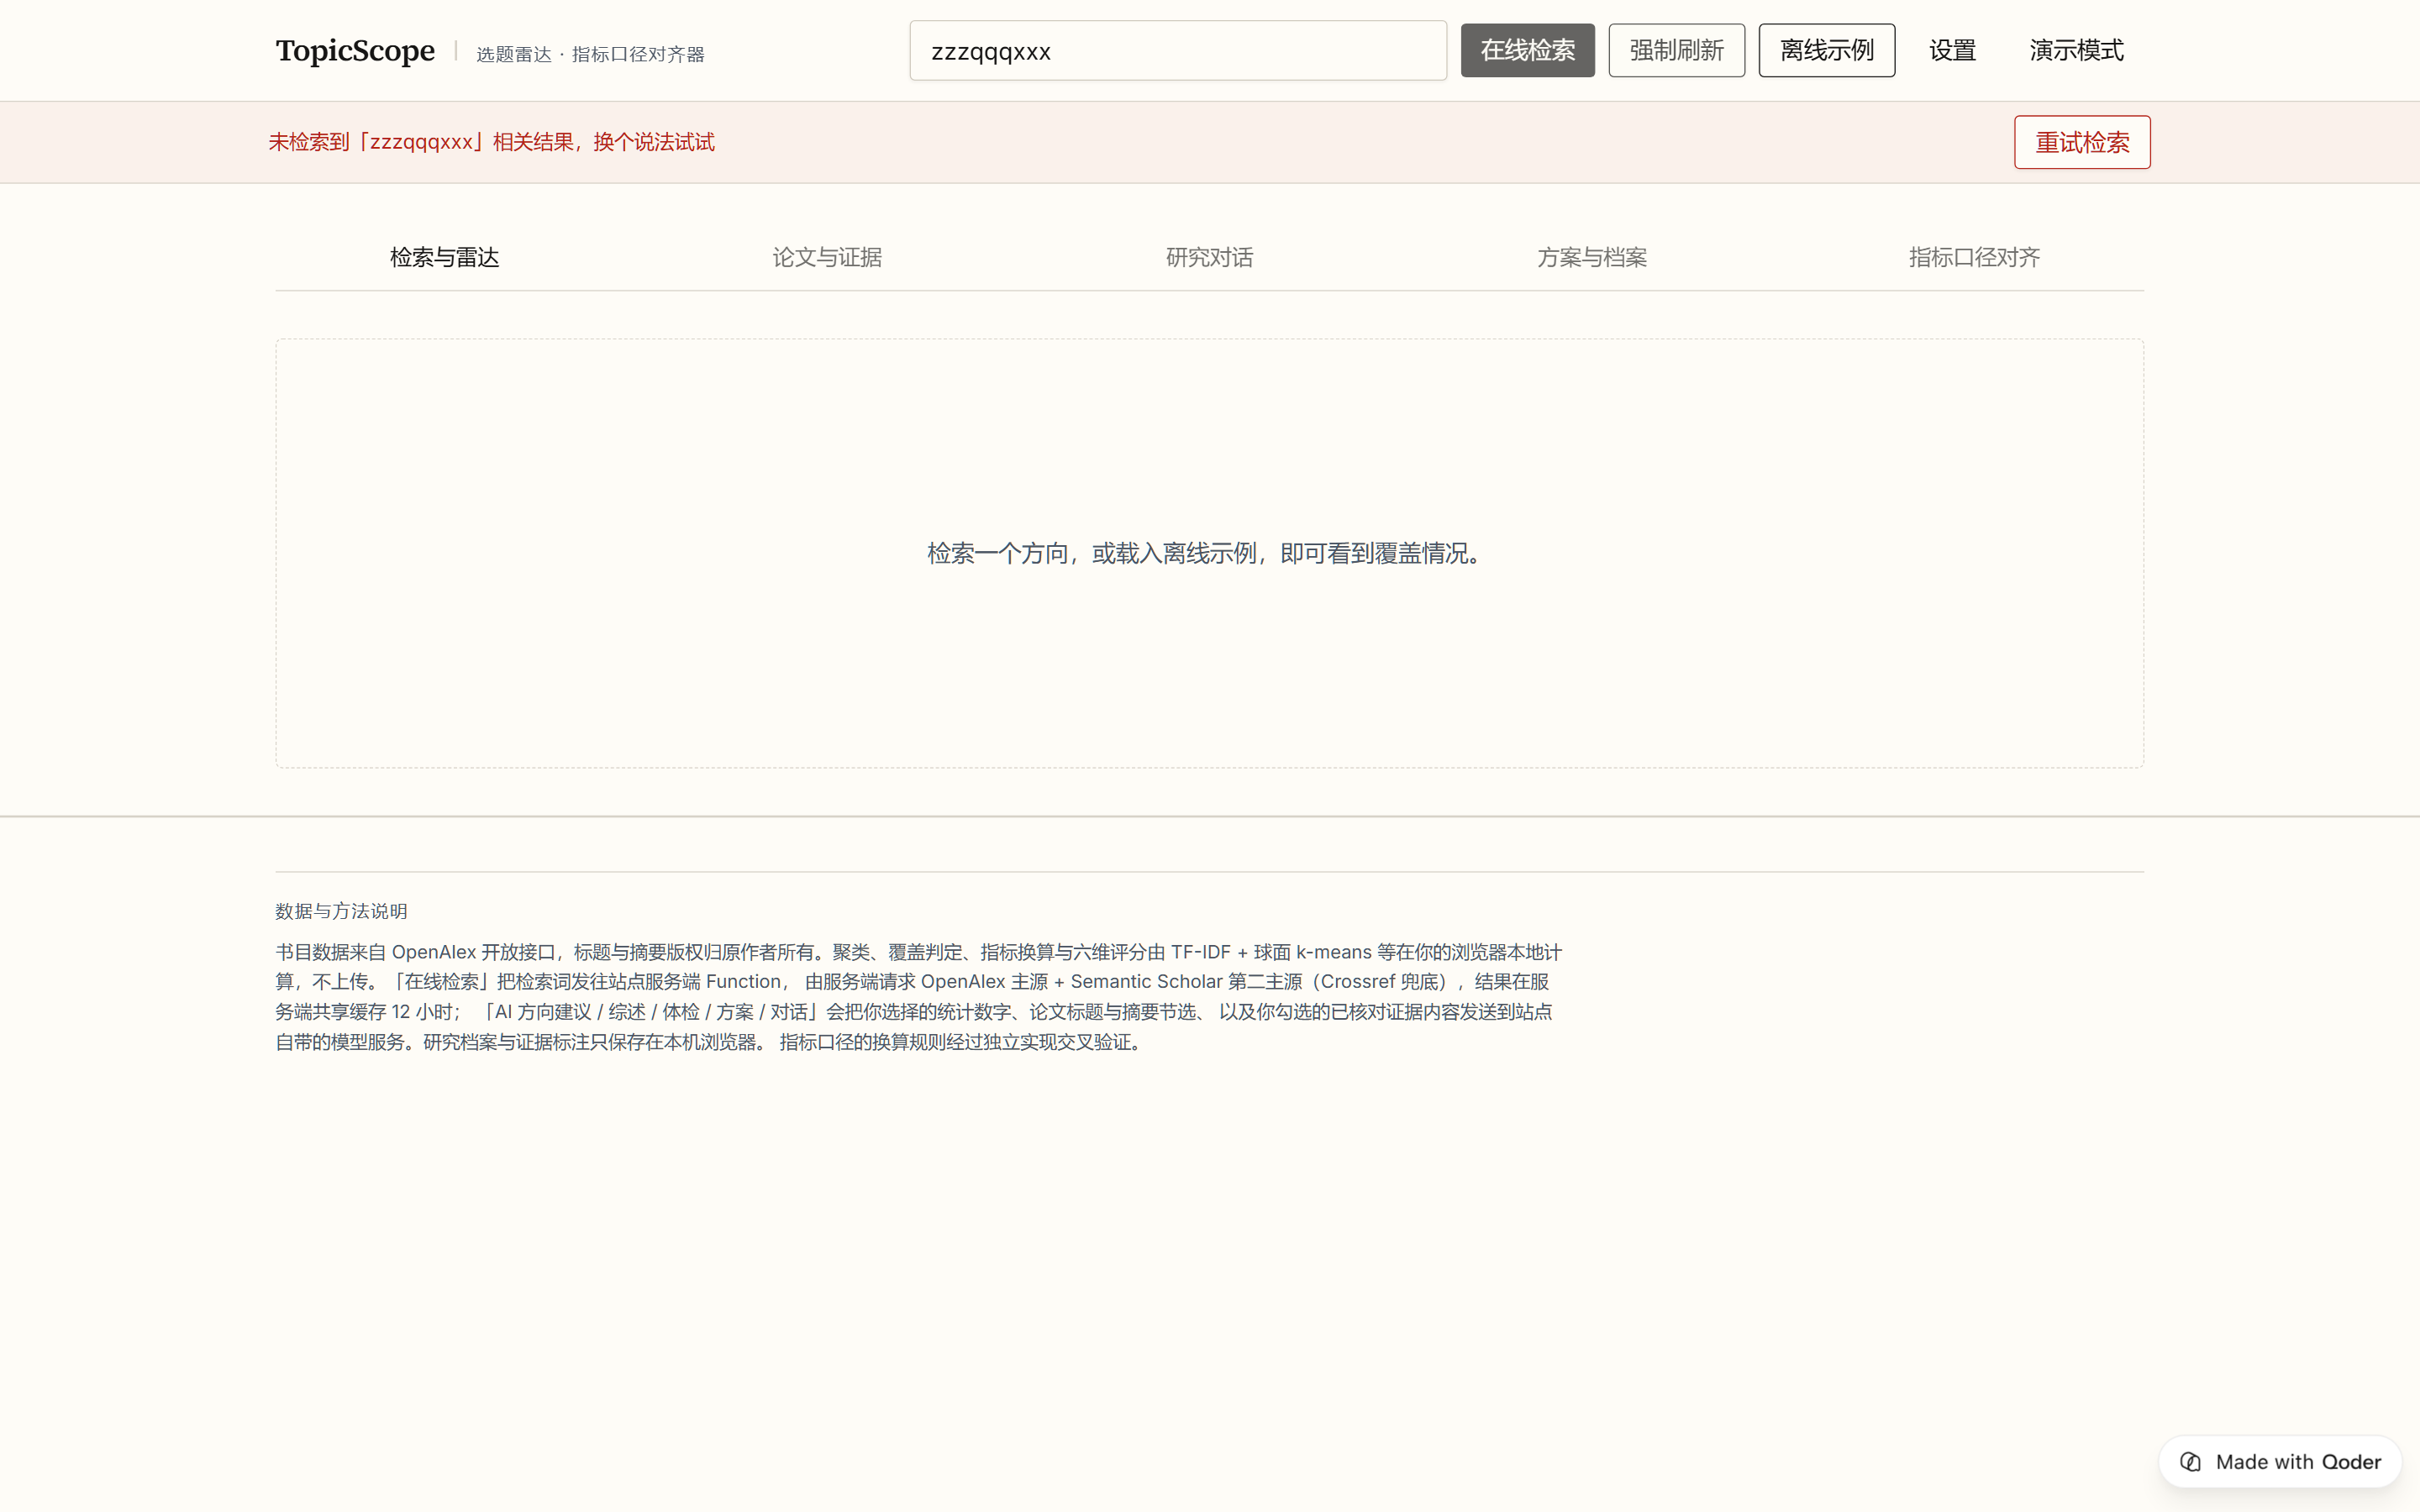 TopicScope
选题雷达 · 指标口径对齐器
zzzqqqxxx
在线检索
强制刷新
离线示例
设置
演示模式
未检索到「zzzqqqxxx」相关结果，换个说法试试
重试检索
检索与雷达
论文与证据
研究对话
方案与档案
指标口径对齐
检索一个方向，或载入离线示例，即可看到覆盖情况。
数据与方法说明
书目数据来自 OpenAlex 开放接口，标题与摘要版权归原作者所有。聚类、覆盖判定、指标换算与六维评分由 TF-IDF + 球面 k-means 等在你的浏览器本地计
算，不上传。「在线检索」把检索词发往站点服务端 Function， 由服务端请求 OpenAlex 主源 + Semantic Scholar 第二主源（Crossref 兜底），结果在服
务端共享缓存 12 小时； 「AI 方向建议 / 综述 / 体检 / 方案 / 对话」会把你选择的统计数字、论文标题与摘要节选、 以及你勾选的已核对证据内容发送到站点
自带的模型服务。研究档案与证据标注只保存在本机浏览器。 指标口径的换算规则经过独立实现交叉验证。
Made with Qoder